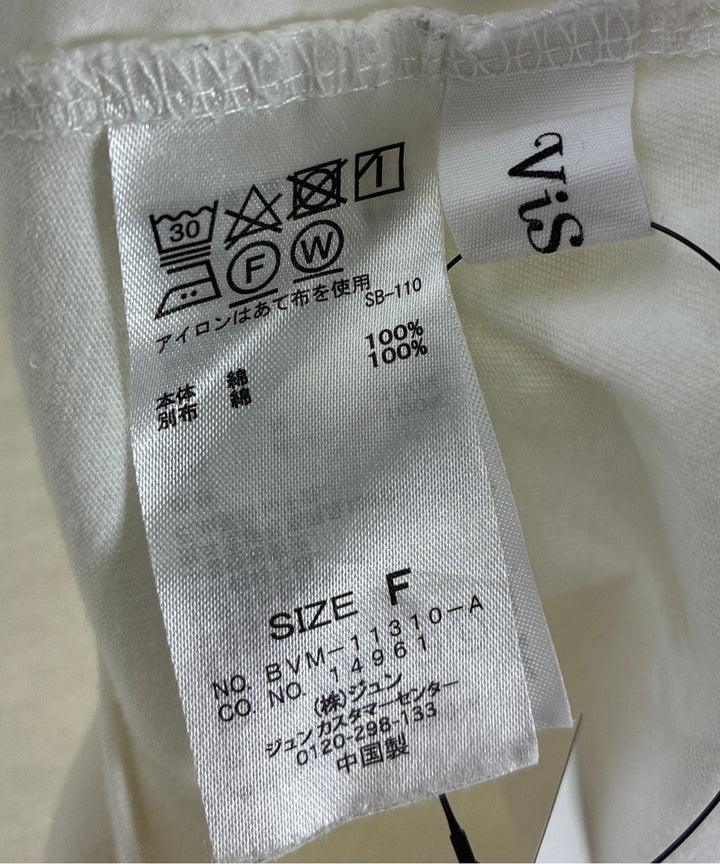 ViS
30
F W
アイロンはあて布を使用
SB-110
本体 綿 100%
別布 綿 100%
SIZE F
NO. BVM-11310-A
CO. NO. 14961
(株)ジュン
ジュンカスタマーセンター
0120-298-133
中国製